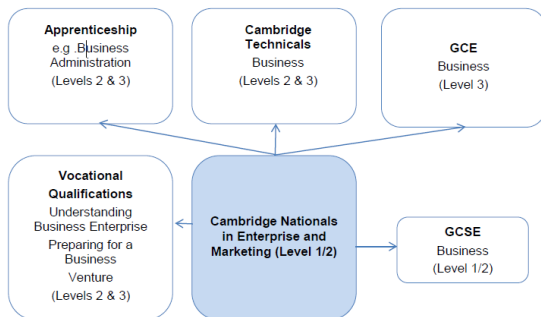 Apprenticeship
e.g .Business
Administration
(Levels 2 & 3)
Cambridge
Technicals
Business
(Levels 2 & 3)
GCE
Business
(Level 3)
Vocational
Qualifications
Understanding
Business Enterprise
Preparing for a
Business
Venture
(Levels 2 & 3)
Cambridge Nationals
in Enterprise and
Marketing (Level 1/2)
GCSE
Business
(Level 1/2)